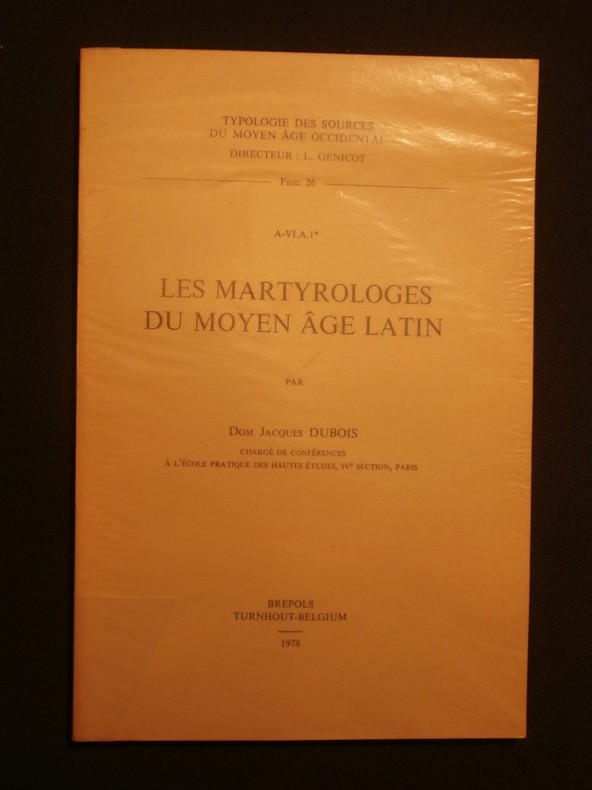 TYPOLOGIE DES SOURCES
DU MOYEN ÂGE OCCIDENTAL
DIRECTEUR : L. GENICOT
Fasc. 26
A-VI.A.1*
LES MARTYROLOGES
DU MOYEN ÂGE LATIN
PAR
DOM JACQUES DUBOIS
CHARGÉ DE CONFÉRENCES
À L'ÉCOLE PRATIQUE DES HAUTES ÉTUDES, IVe SECTION, PARIS
BREPOLS
TURNHOUT-BELGIUM
1978